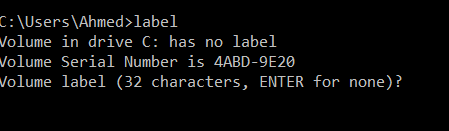 C:\Users\Ahmed>label
Volume in drive C: has no label
Volume Serial Number is 4ABD-9E20
Volume label (32 characters, ENTER for none)?